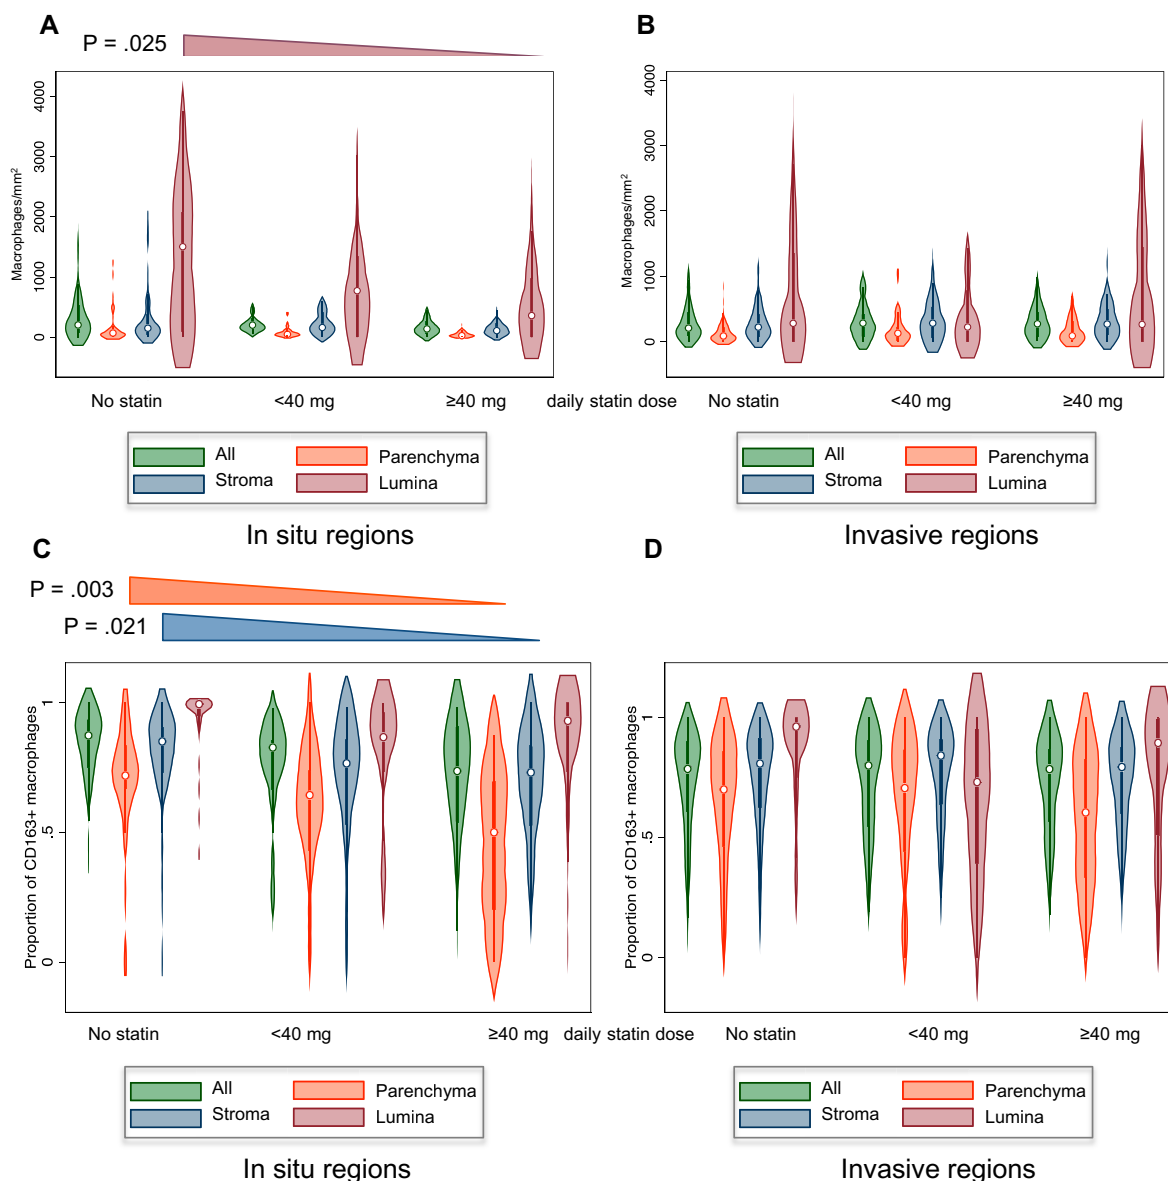 A
P = .025
Macrophages/mm²
4000
3000
2000
1000
0
No statin
<40 mg
≥40 mg
daily statin dose
All
Parenchyma
Stroma
Lumina
In situ regions
B
Macrophages/mm²
4000
3000
2000
1000
0
No statin
<40 mg
≥40 mg
All
Parenchyma
Stroma
Lumina
Invasive regions
C
P = .003
P = .021
Proportion of CD163+ macrophages
1
.5
0
No statin
<40 mg
≥40 mg
daily statin dose
All
Parenchyma
Stroma
Lumina
In situ regions
D
Proportion of CD163+ macrophages
1
.5
0
No statin
<40 mg
≥40 mg
All
Parenchyma
Stroma
Lumina
Invasive regions